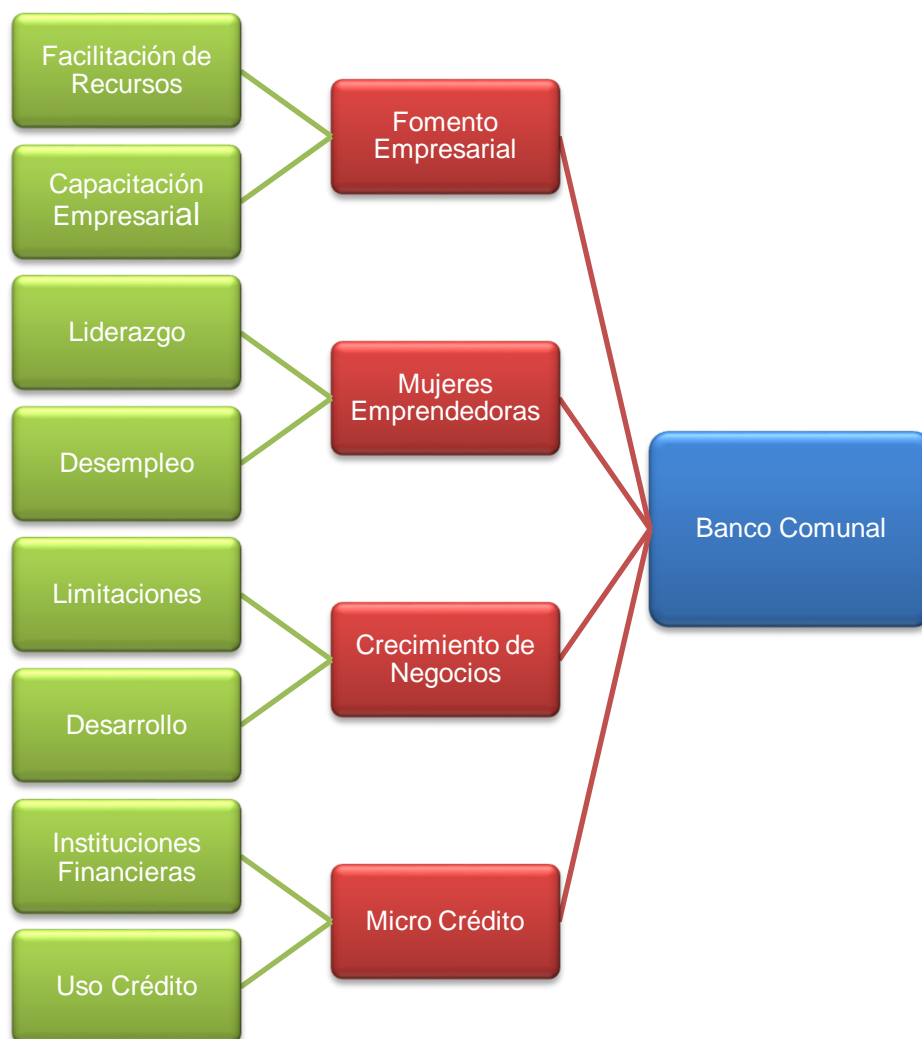 Facilitación de
Recursos
Capacitación
Empresarial
Fomento
Empresarial
Liderazgo
Desempleo
Mujeres
Emprendedoras
Limitaciones
Desarrollo
Crecimiento de
Negocios
Instituciones
Financieras
Uso Crédito
Micro Crédito
Banco Comunal